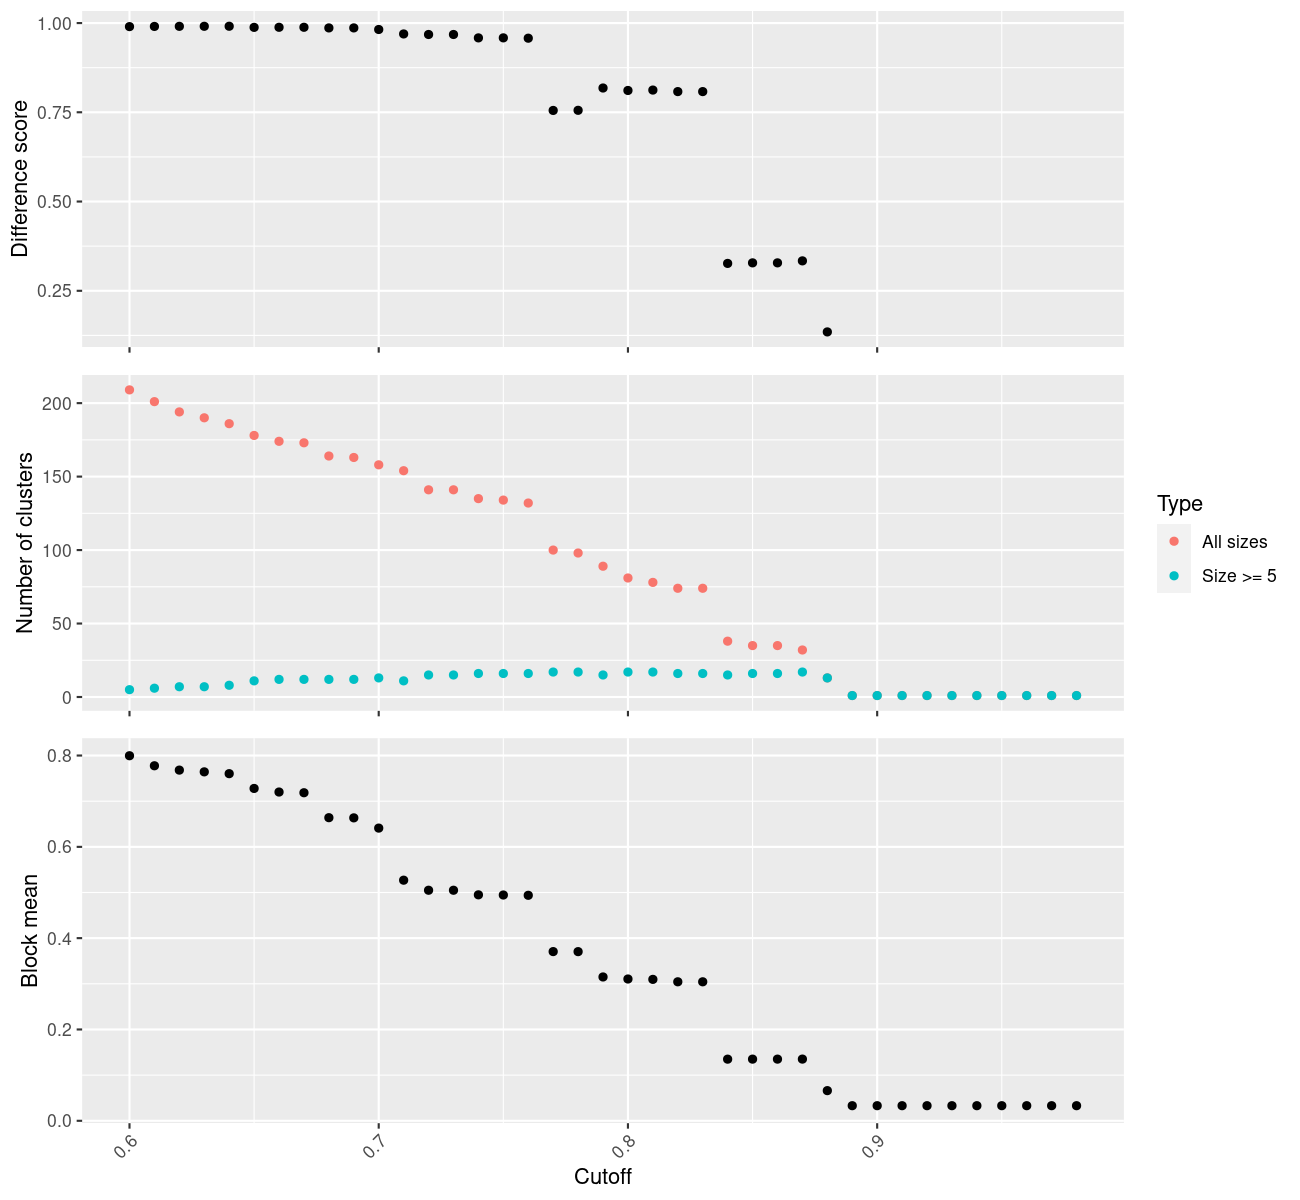 1.00
0.75
0.50
0.25
Difference score
200
150
100
50
0
Number of clusters
Type
All sizes
Size >= 5
0.8
0.6
0.4
0.2
0.0
Block mean
0.6 0.7 0.8 0.9
Cutoff